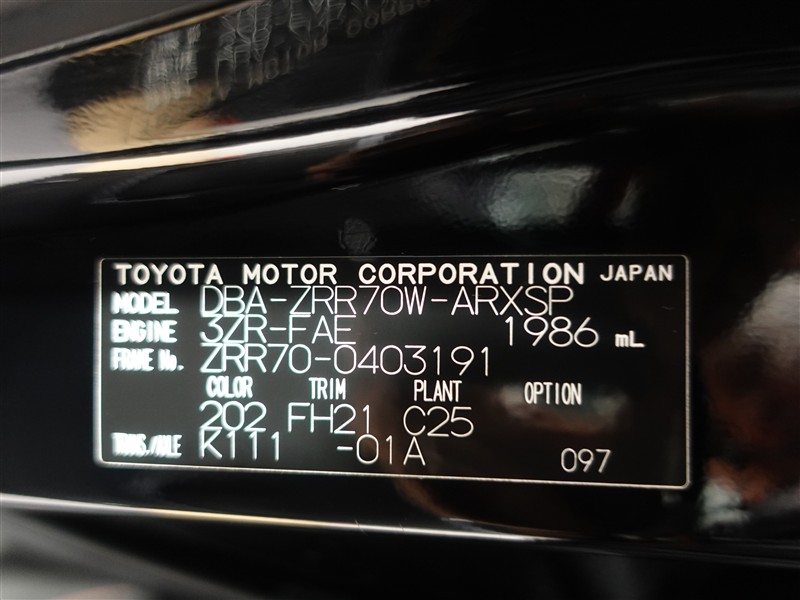 TOYOTA MOTOR CORPORATION JAPAN
MODEL DBA-ZRR70W-ARXSP
ENGINE 3ZR-FAE 1986 mL
FRAME No. ZRR70-0403191
COLOR TRIM PLANT OPTION
202 FH21 C25
TRANS./AXLE K111 -01A 097